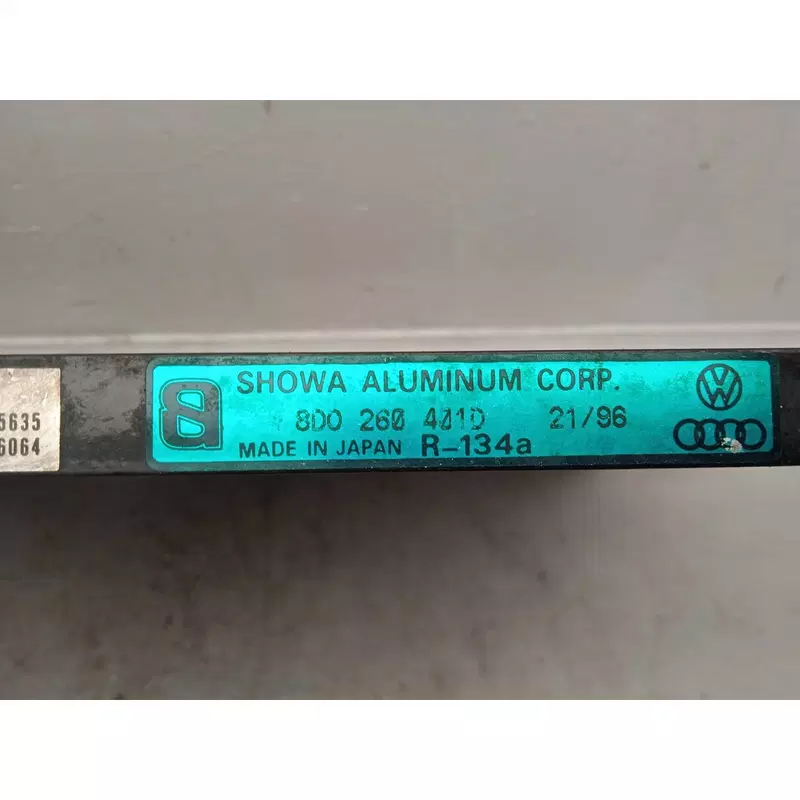 5635
6064
SHOWA ALUMINUM CORP.
8D0 260 401D 21/96
MADE IN JAPAN R-134a